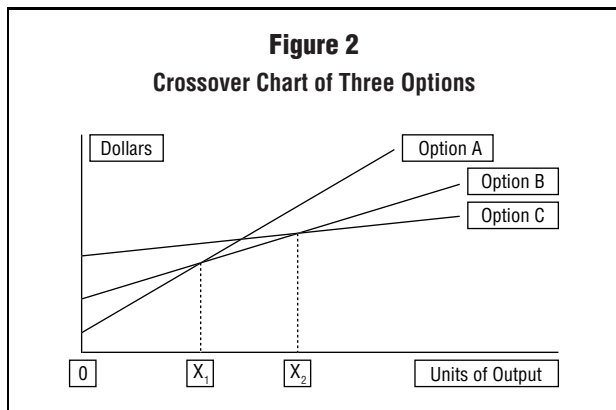 Figure 2
Crossover Chart of Three Options
Dollars
Option A
Option B
Option C
0
X₁
X₂
Units of Output